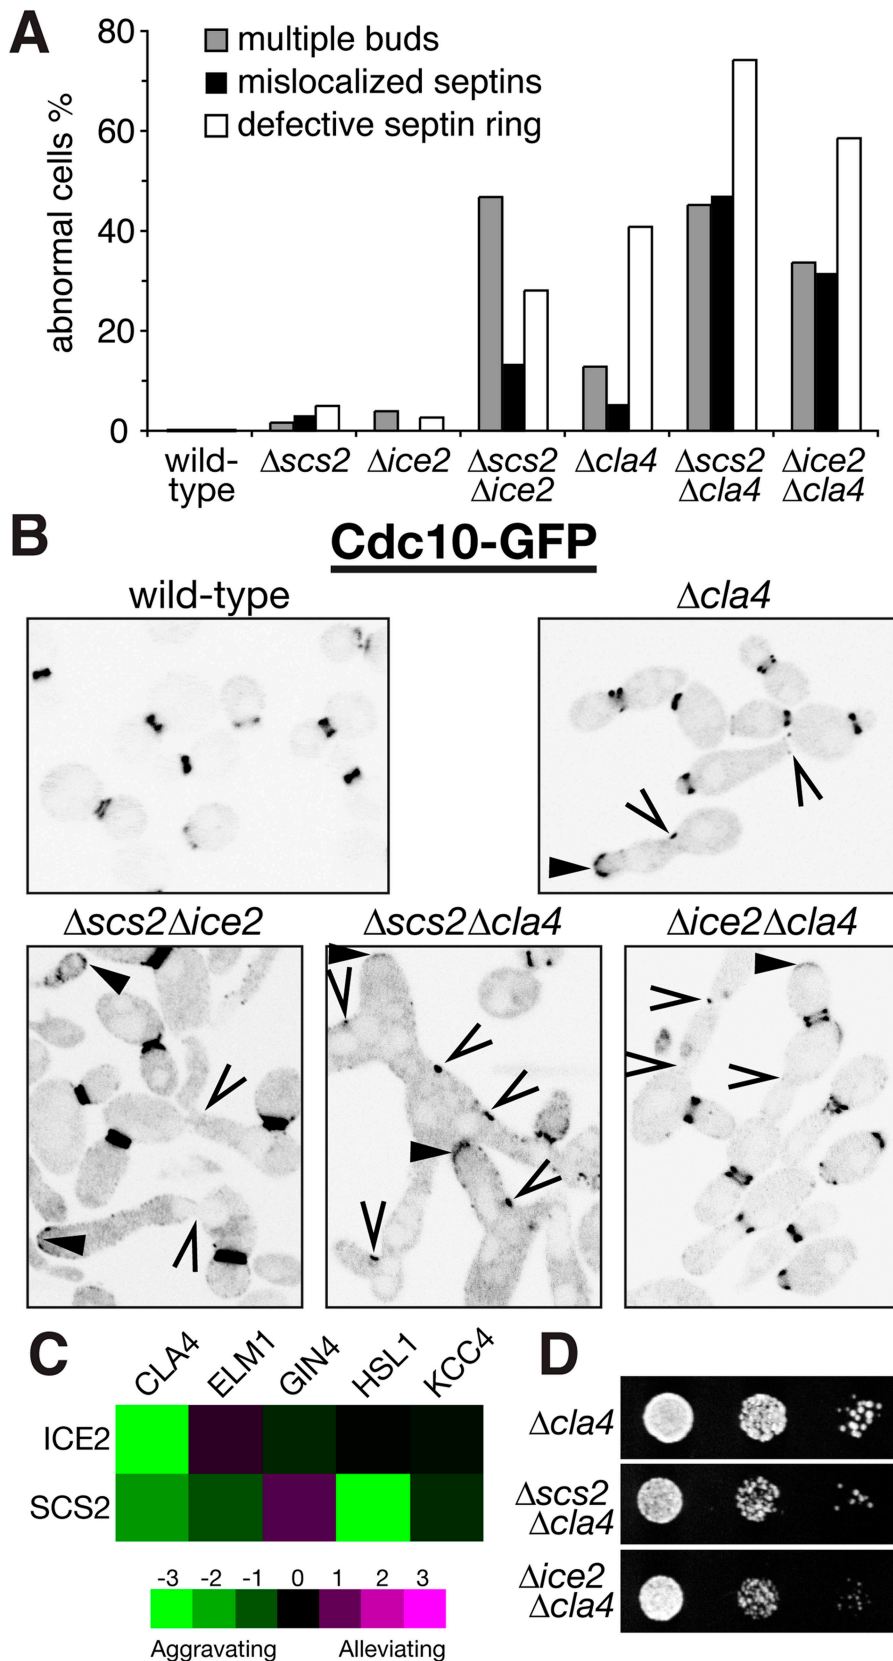 A
80
60
40
20
0
abnormal cells %
multiple buds
mislocalized septins
defective septin ring
wild- Δscs2 Δice2 Δscs2 Δcla4 Δscs2 Δice2
type Δice2 Δcla4 Δcla4
B
Cdc10-GFP
wild-type Δcla4
Δscs2Δice2 Δscs2Δcla4 Δice2Δcla4
C
CLA4 ELM1 GIN4 HSL1 KCC4
ICE2
SCS2
-3 -2 -1 0 1 2 3
Aggravating Alleviating
D
Δcla4
Δscs2
Δcla4
Δice2
Δcla4